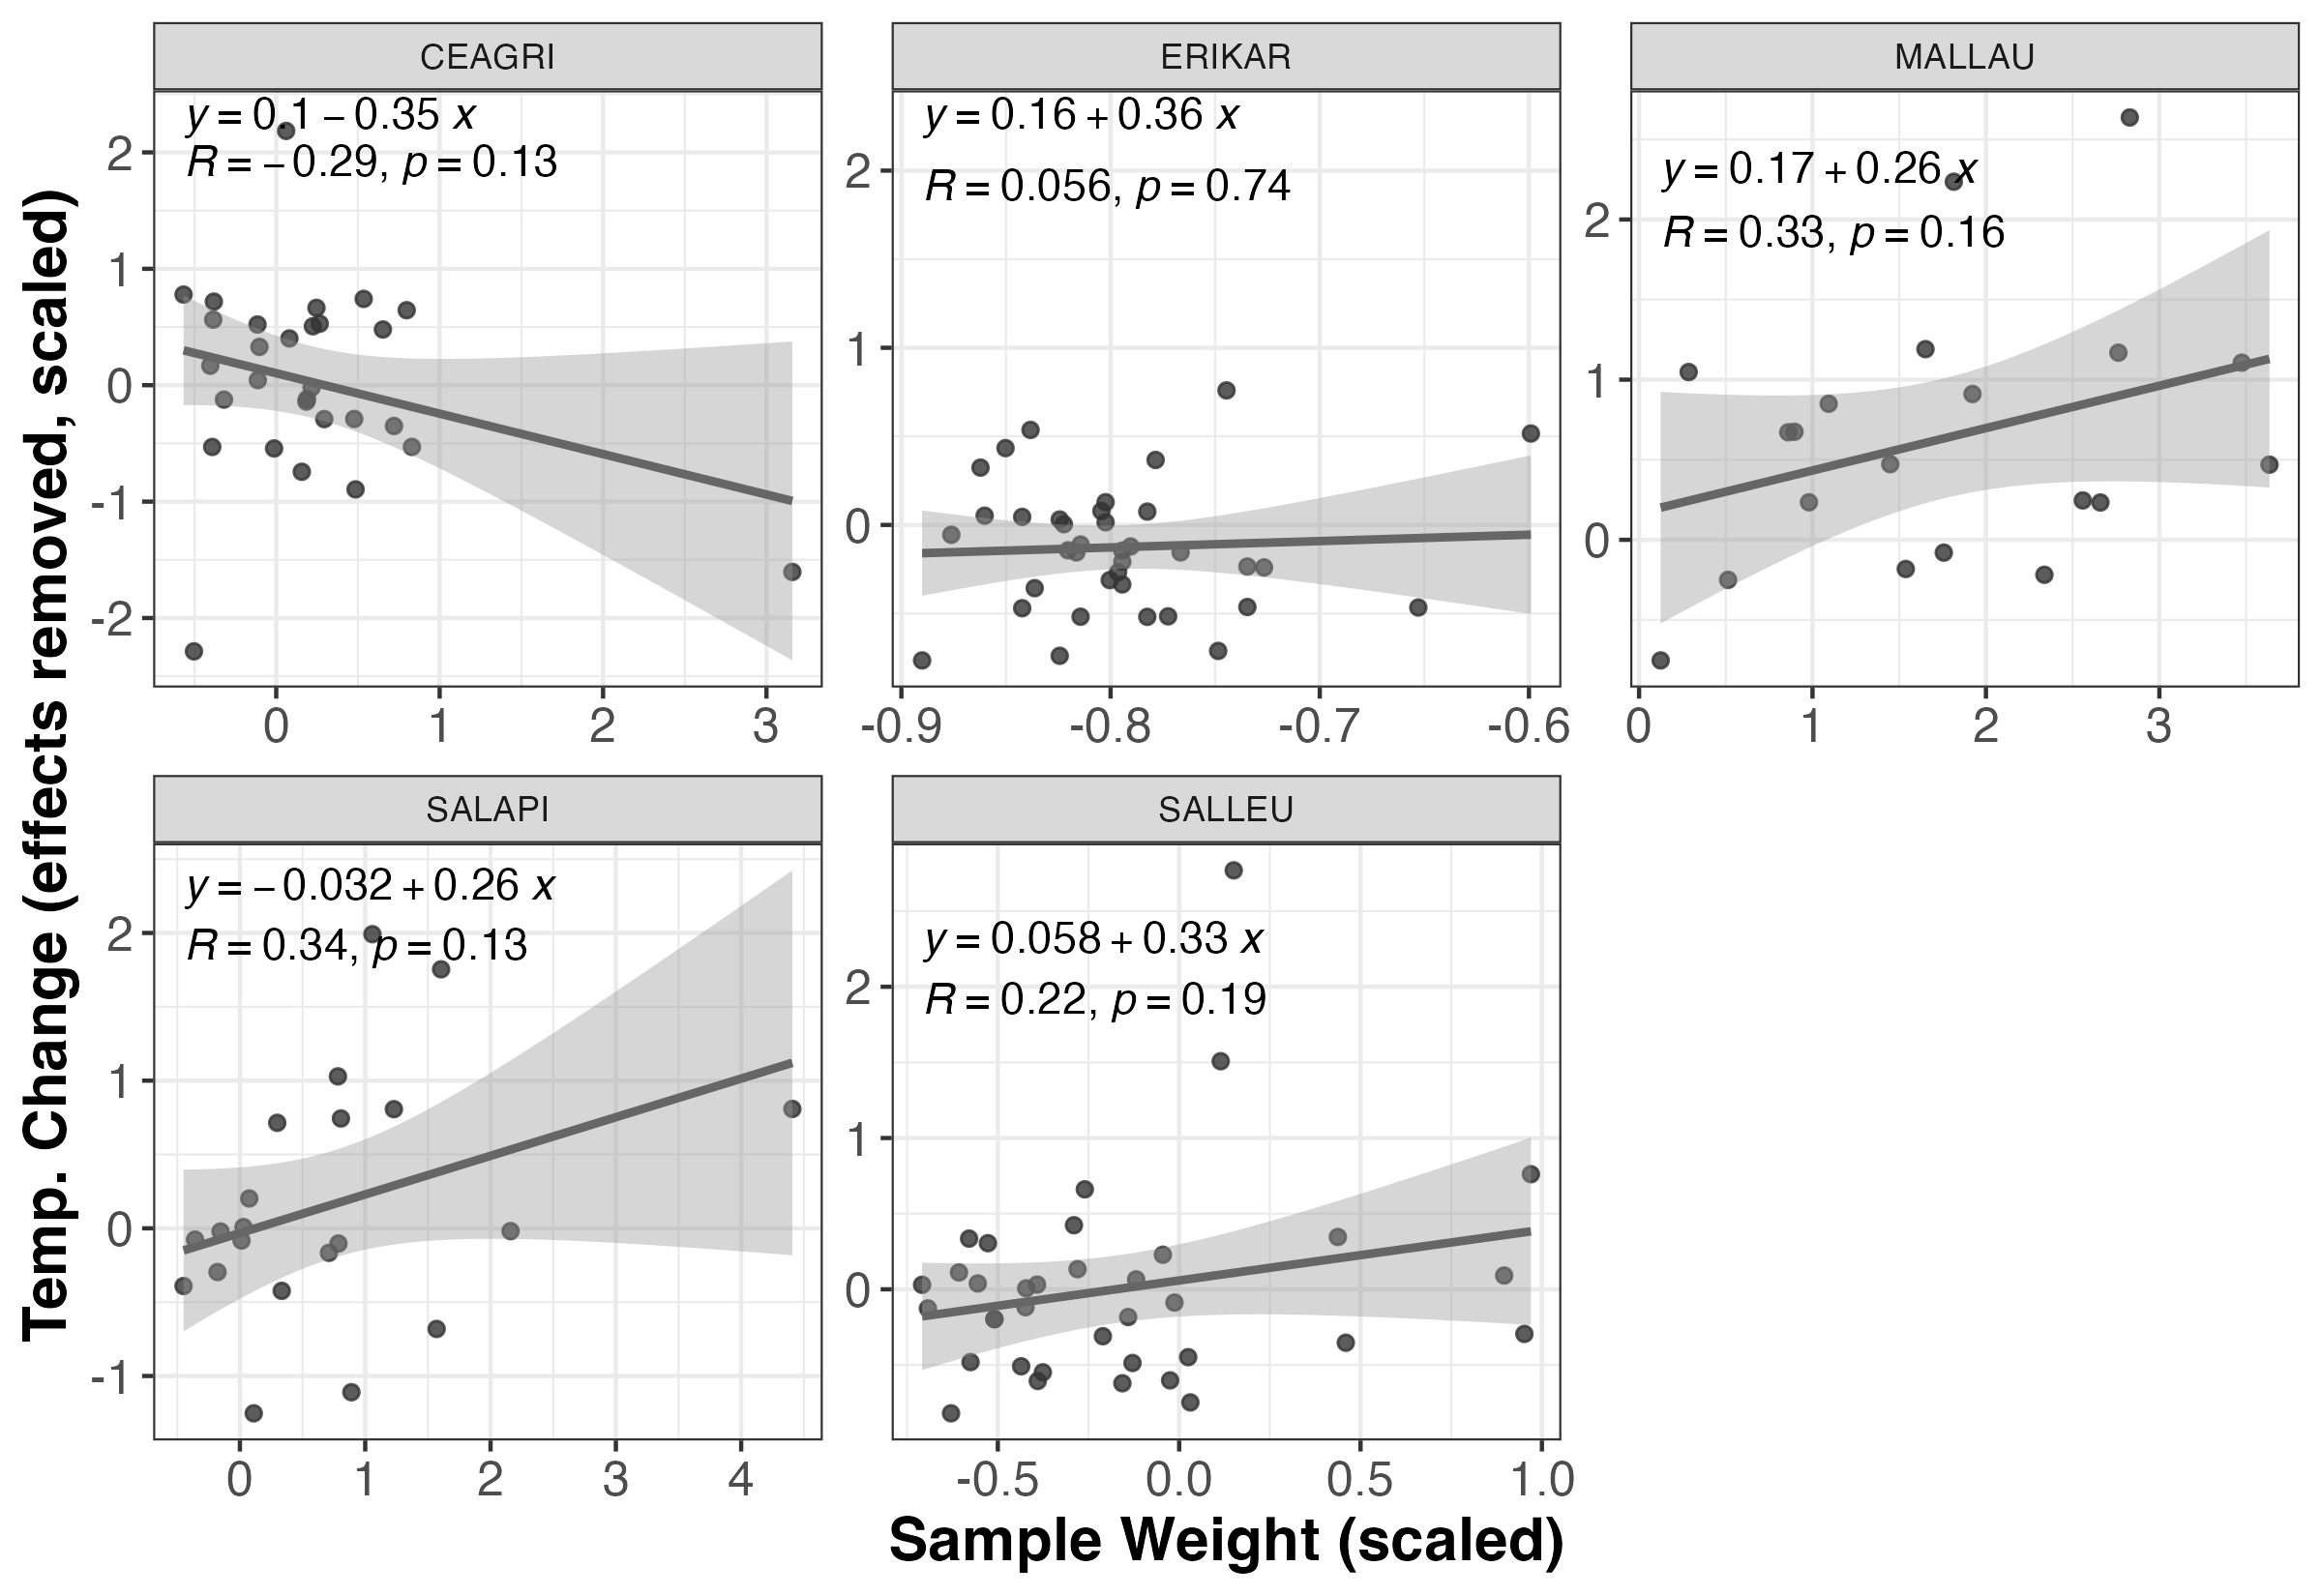 CEAGRI
ERIKAR
MALLAU
y = 0.1 − 0.35 x
R = − 0.29, p = 0.13
y = 0.16 + 0.36 x
R = 0.056, p = 0.74
y = 0.17 + 0.26 x
R = 0.33, p = 0.16
2
1
0
-1
-2
2
1
0
2
1
0
0
1
2
3
-0.9
-0.8
-0.7
-0.6
0
1
2
3
SALAPI
SALLEU
y = − 0.032 + 0.26 x
R = 0.34, p = 0.13
y = 0.058 + 0.33 x
R = 0.22, p = 0.19
2
1
0
-1
2
1
0
0
1
2
3
4
-0.5
0.0
0.5
1.0
Temp. Change (effects removed, scaled)
Sample Weight (scaled)